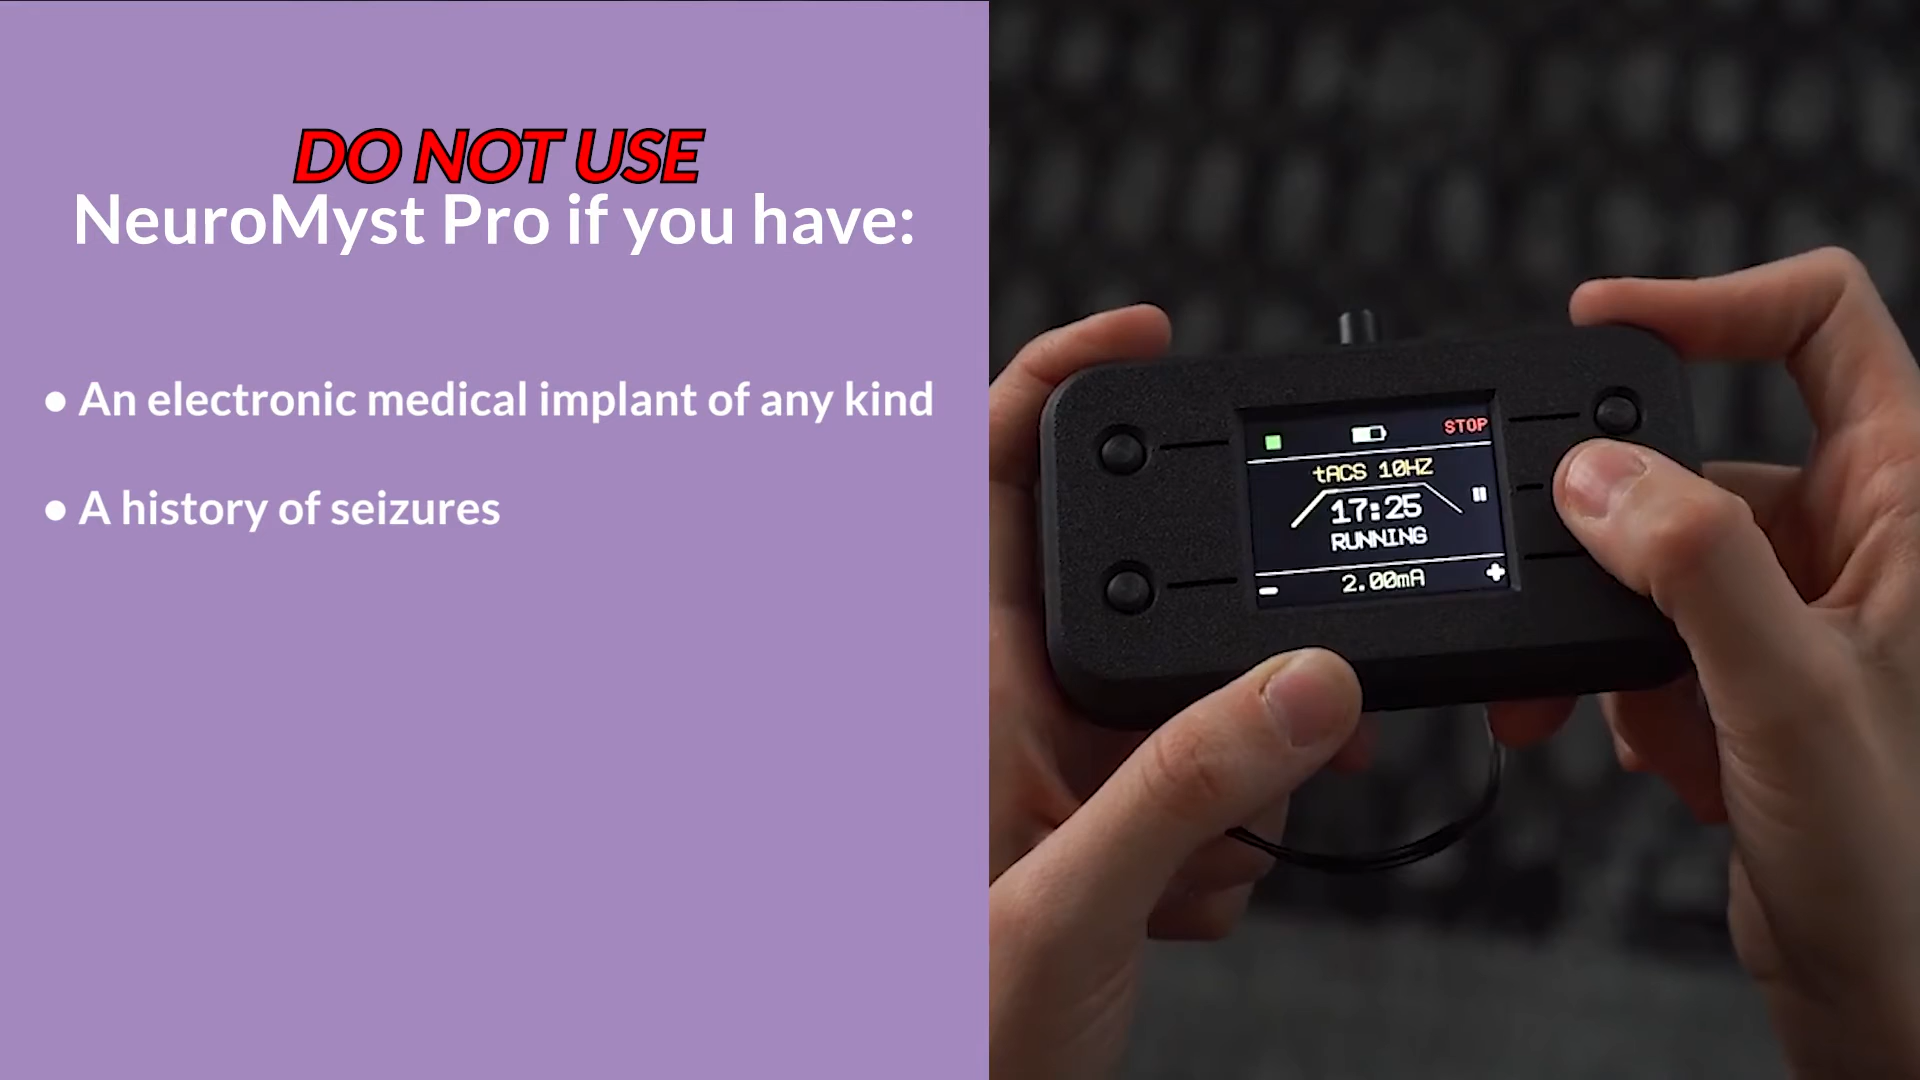 DO NOT USE
NeuroMyst Pro if you have:
• An electronic medical implant of any kind
• A history of seizures
STOP
tACS 10HZ
17:25
RUNNING
2.00mA